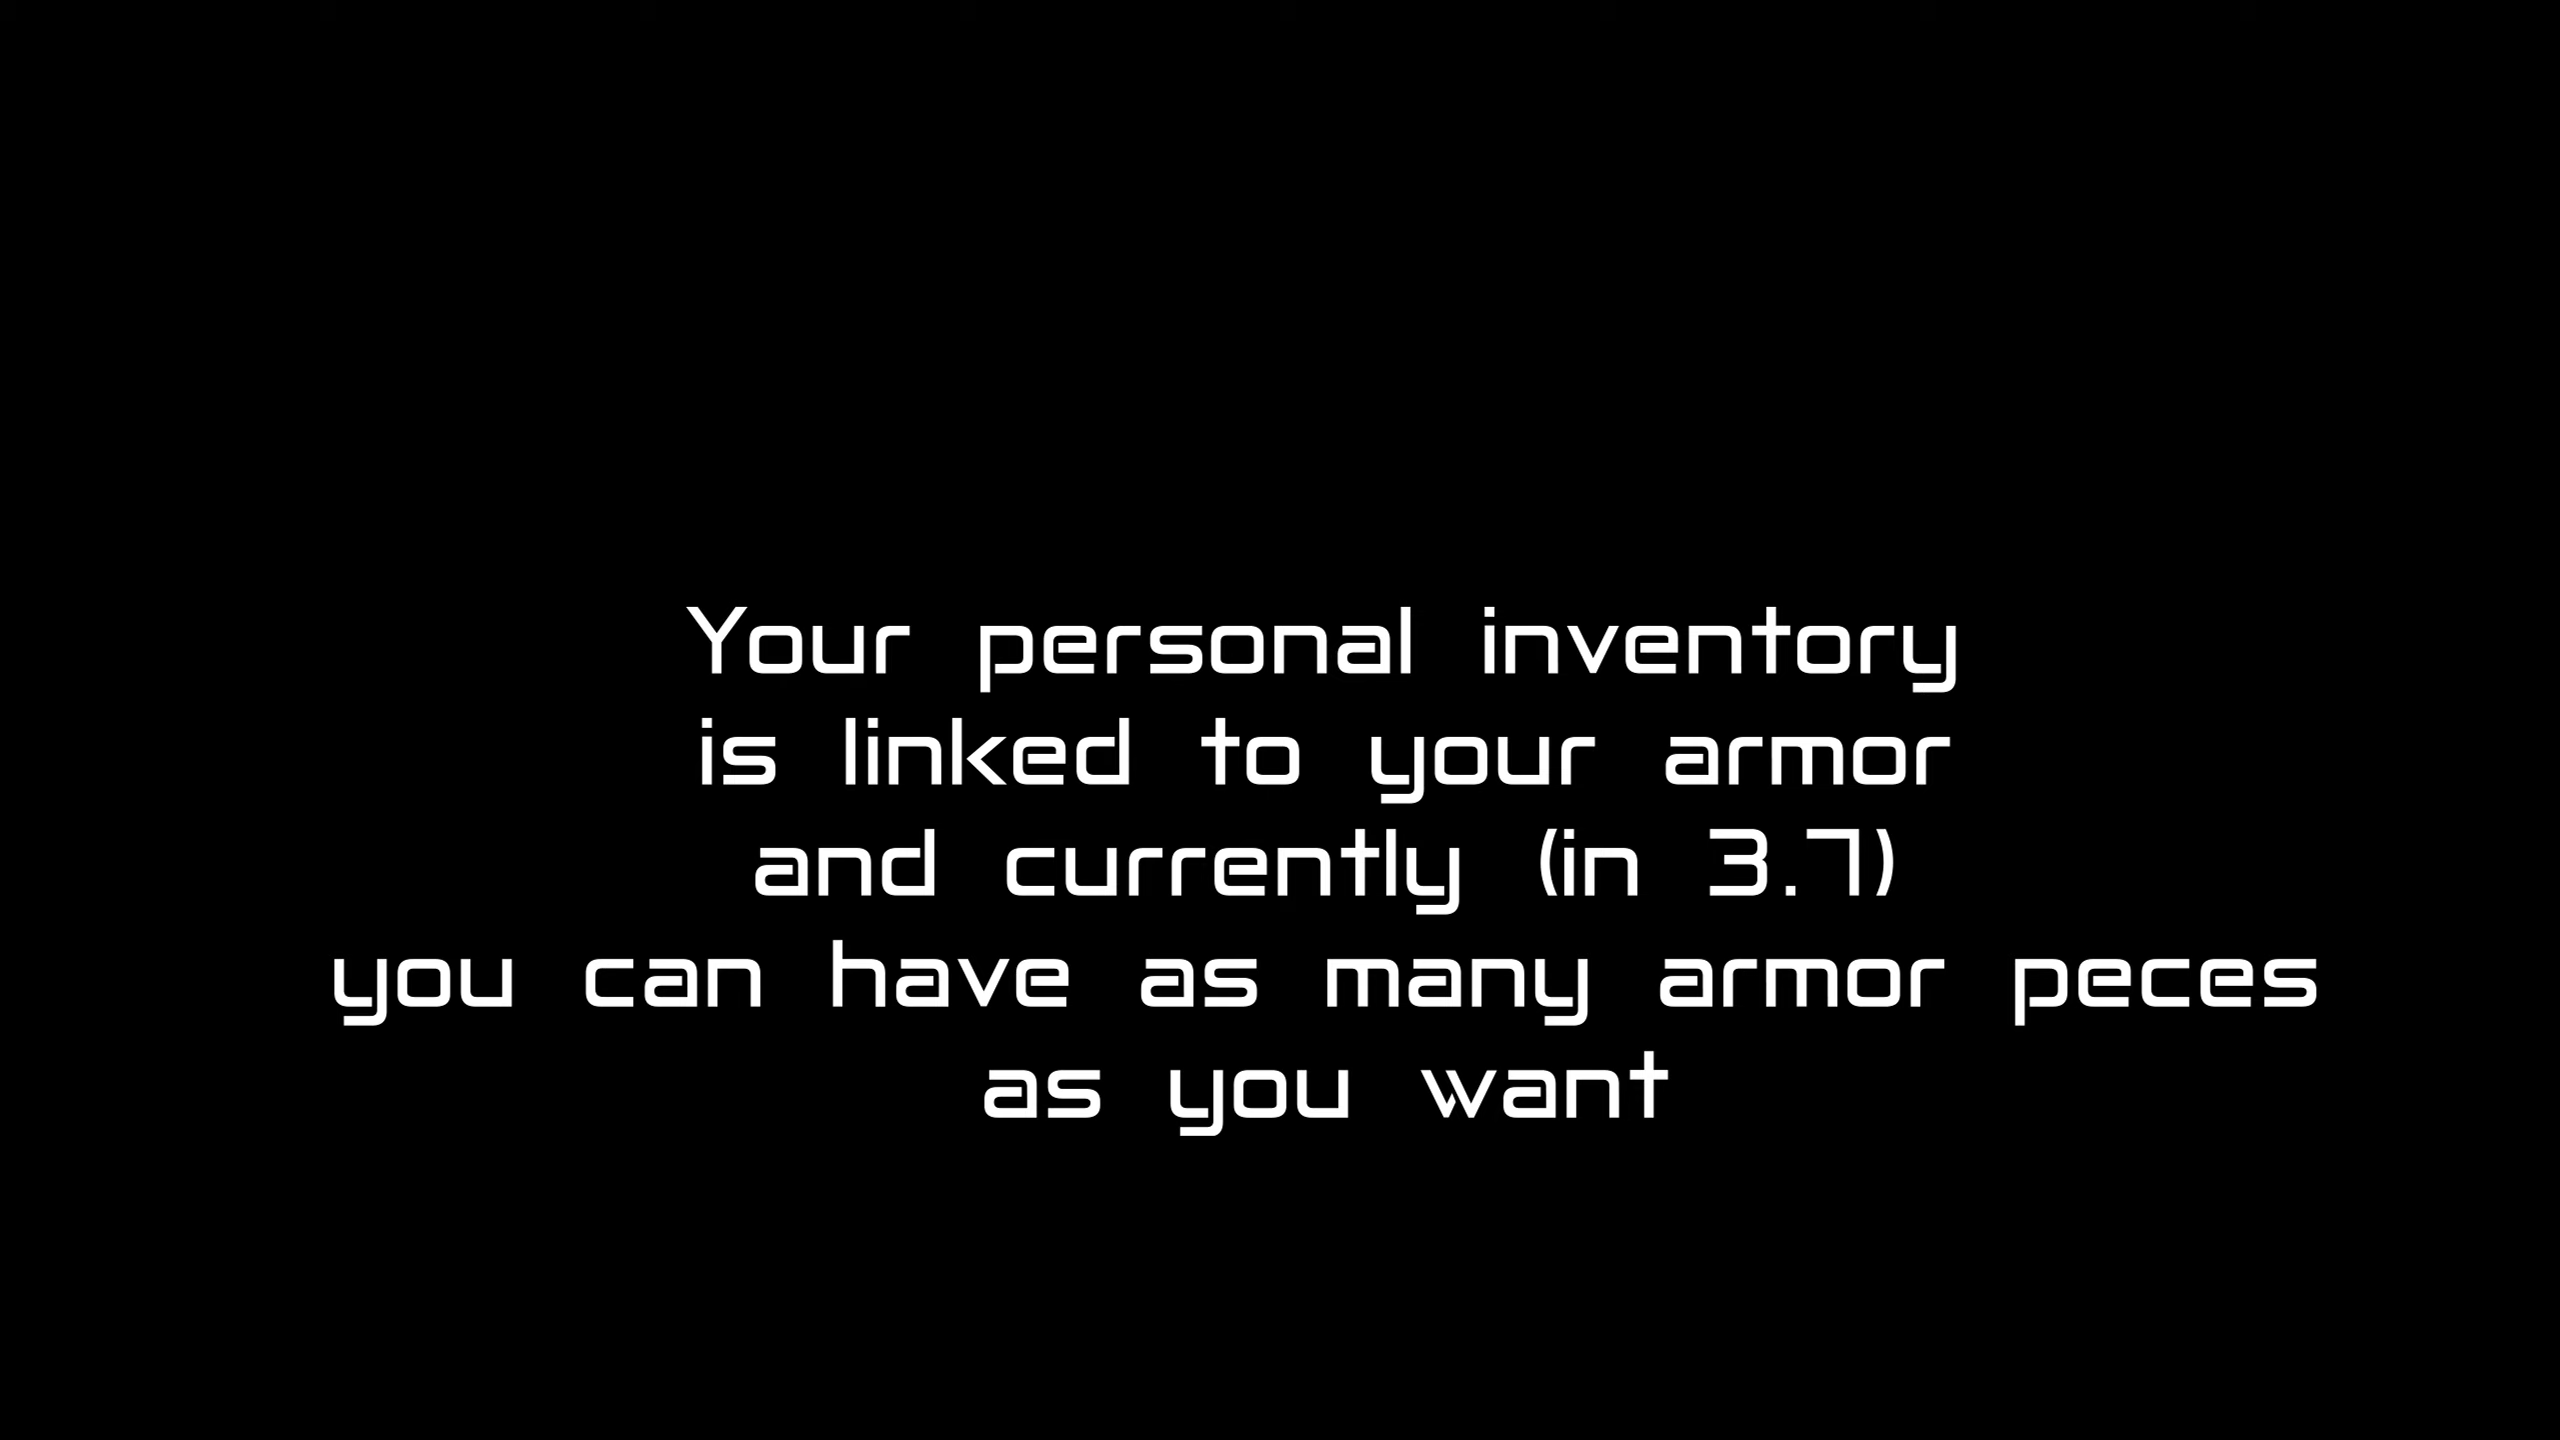 Your personal inventory
is linked to your armor
and currently (in 3.7)
you can have as many armor peces
as you want